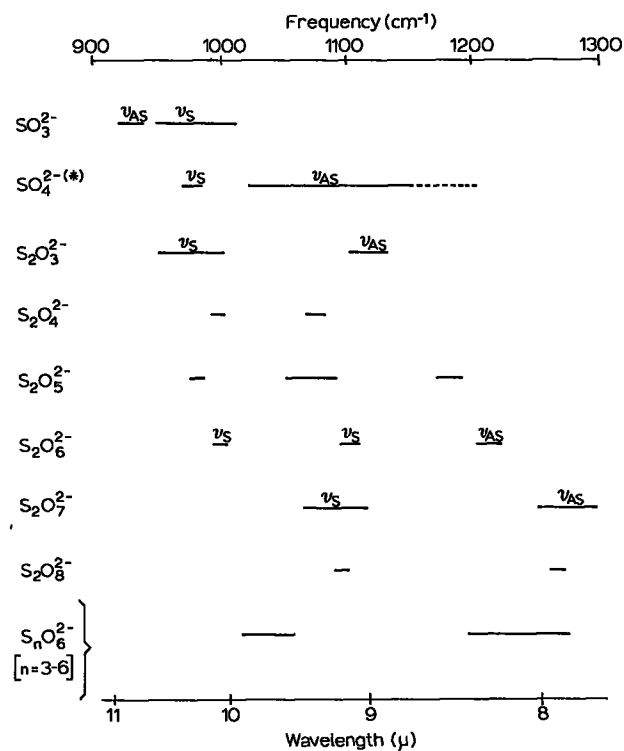 Frequency (cm⁻¹)
900 1000 1100 1200 1300
SO₃²⁻ νAS νS
SO₄²⁻(*) νS νAS
S₂O₃²⁻ νS νAS
S₂O₄²⁻
S₂O₅²⁻
S₂O₆²⁻ νS νS νAS
S₂O₇²⁻ νS νAS
S₂O₈²⁻
SₙO₆²⁻
[n=3-6]
11 10 9 8
Wavelength (μ)